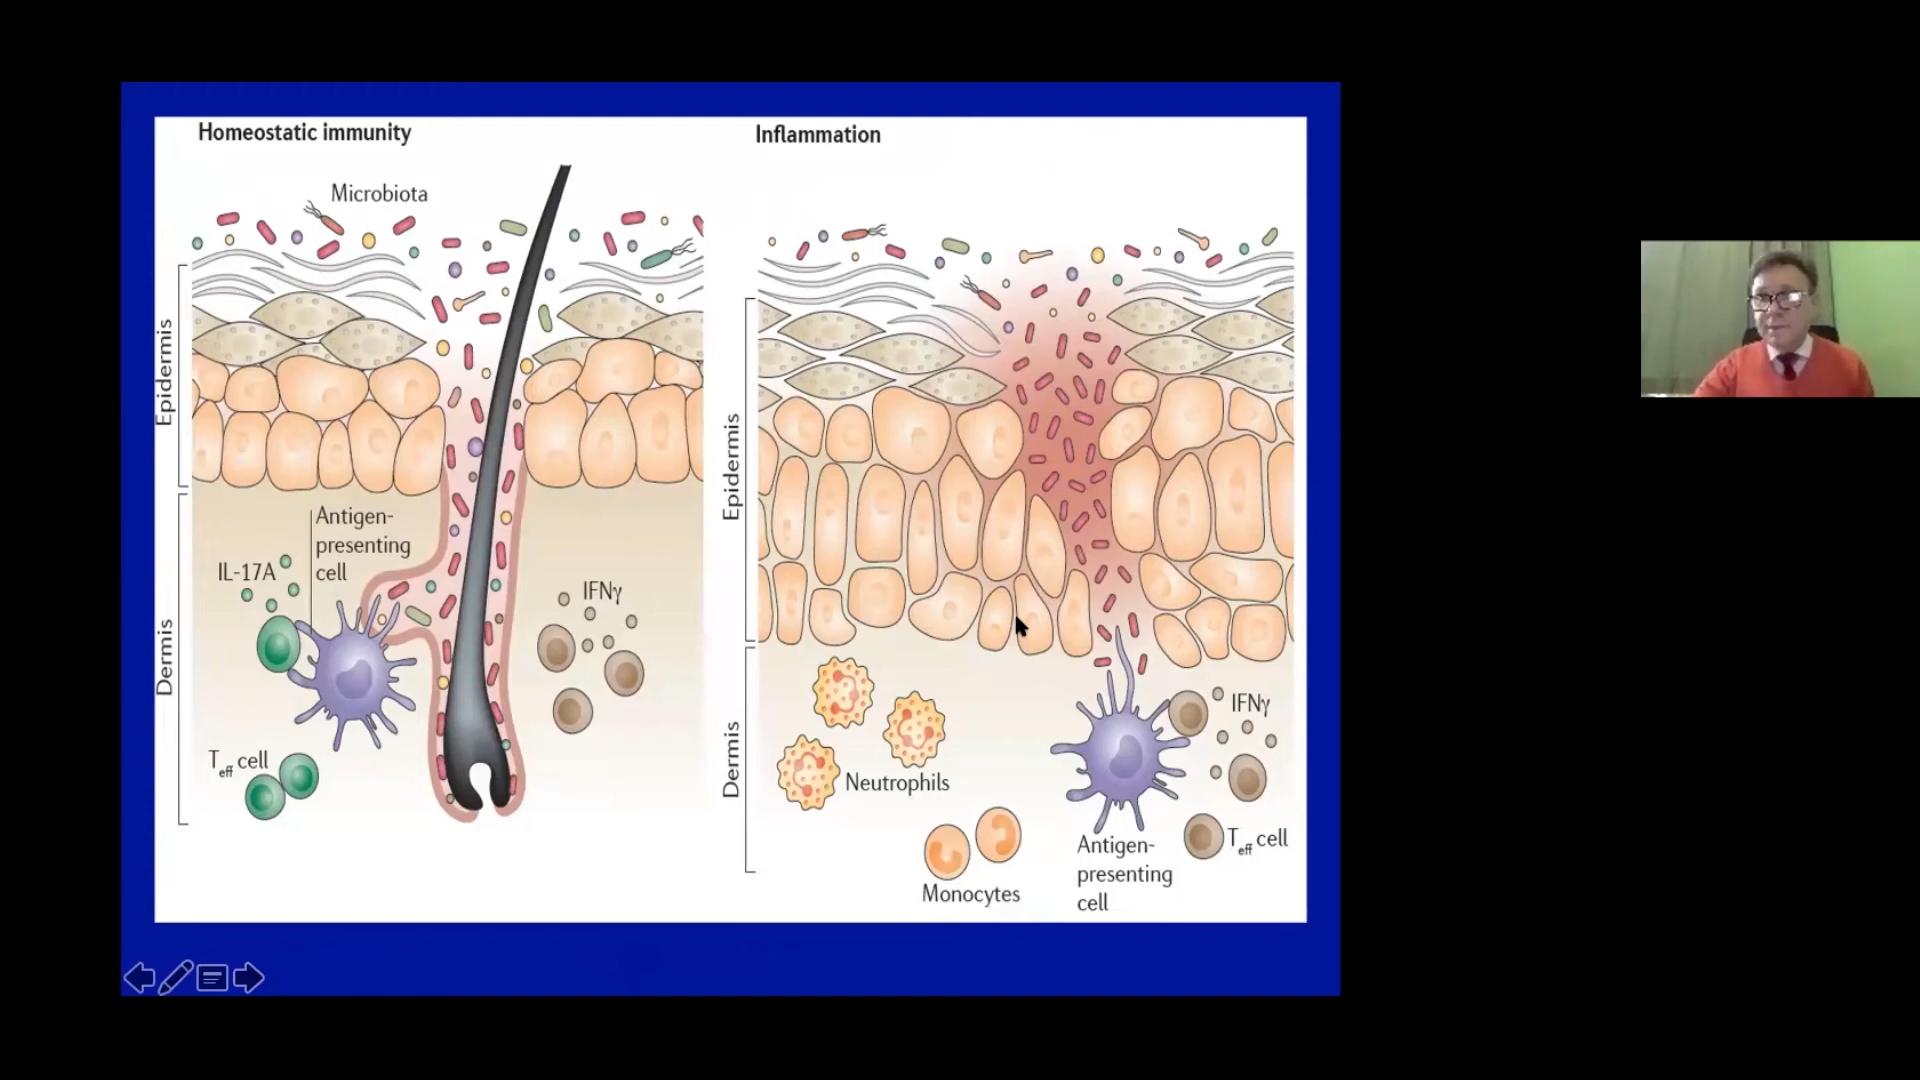 Homeostatic immunity
Microbiota
Epidermis
Antigen-
presenting
cell
IL-17A
IFNγ
Dermis
Teff cell
Inflammation
Epidermis
Dermis
Neutrophils
Monocytes
Antigen-
presenting
cell
IFNγ
Teff cell